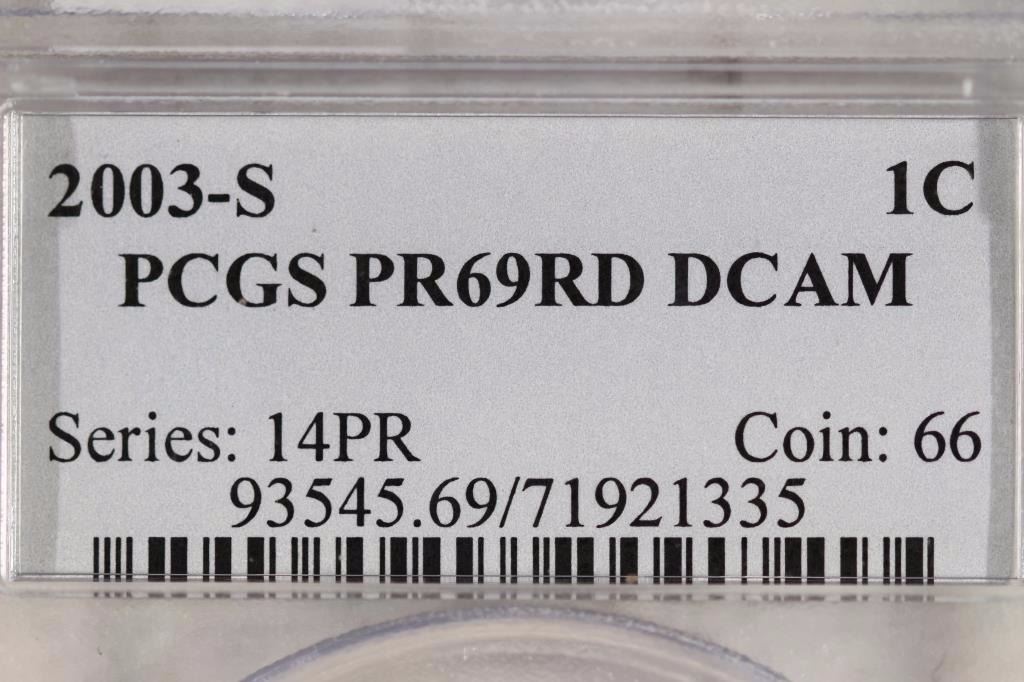 2003-S 1C
PCGS PR69RD DCAM
Series: 14PR Coin: 66
93545.69/71921335